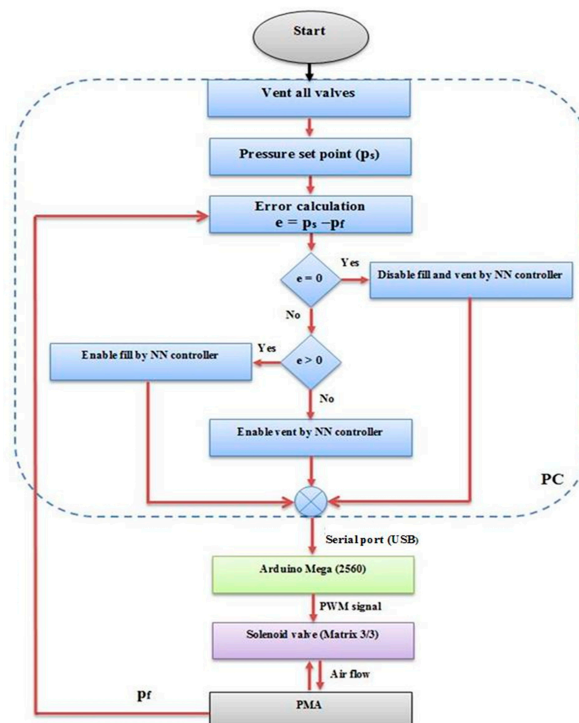 Start
Vent all valves
Pressure set point (ps)
Error calculation
e = ps –pf
e = 0
Yes
Disable fill and vent by NN controller
No
e > 0
Yes
Enable fill by NN controller
No
Enable vent by NN controller
PC
Serial port (USB)
Arduino Mega (2560)
PWM signal
Solenoid valve (Matrix 3/3)
Air flow
pf
PMA